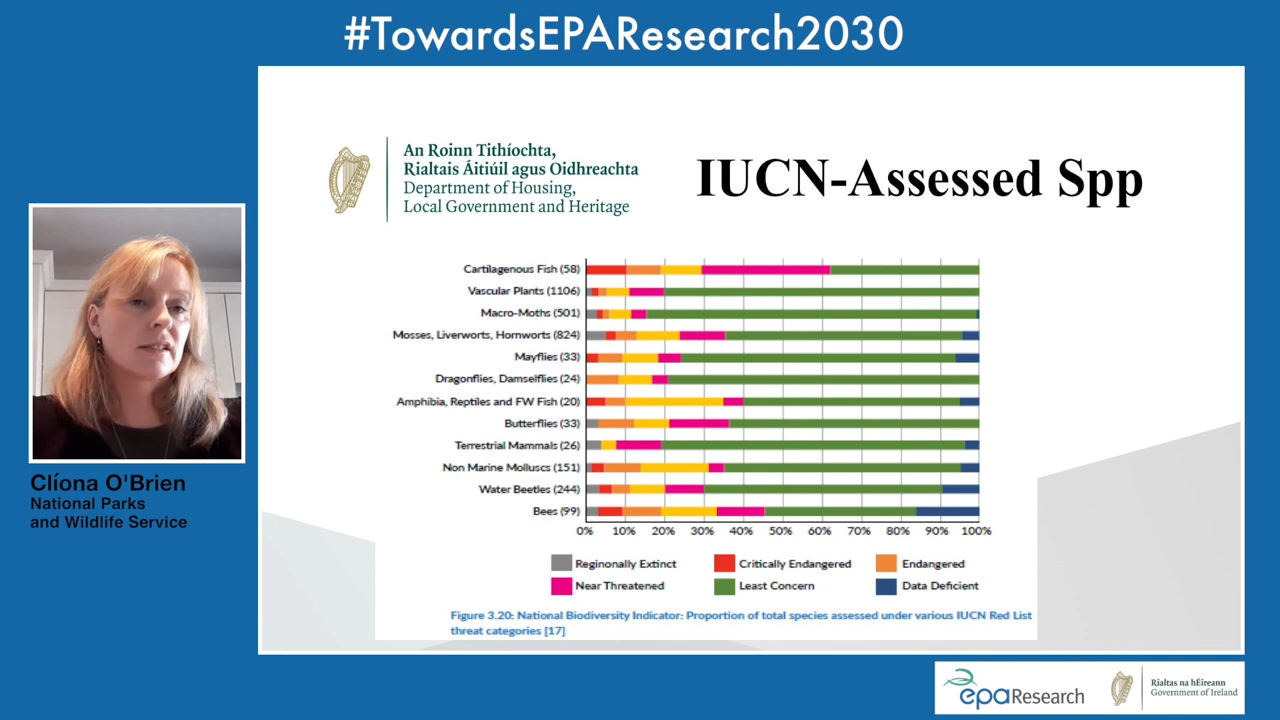 #TowardsEPAResearch2030
An Roinn Tithíochta,
Rialtais Áitiúil agus Oidhreachta
Department of Housing,
Local Government and Heritage
IUCN-Assessed Spp
Cartilagenous Fish (58)
Vascular Plants (1106)
Macro-Moths (501)
Mosses, Liverworts, Hornworts (824)
Mayflies (33)
Dragonflies, Damselflies (24)
Amphibia, Reptiles and FW Fish (20)
Butterflies (33)
Terrestrial Mammals (26)
Non Marine Molluscs (151)
Water Beetles (244)
Bees (99)
0% 10% 20% 30% 40% 50% 60% 70% 80% 90% 100%
Reginonally Extinct
Critically Endangered
Endangered
Near Threatened
Least Concern
Data Deficient
Figure 3.20: National Biodiversity Indicator: Proportion of total species assessed under various IUCN Red List
threat categories [17]
Clíona O'Brien
National Parks
and Wildlife Service
epaResearch
Rialtas na hÉireann
Government of Ireland